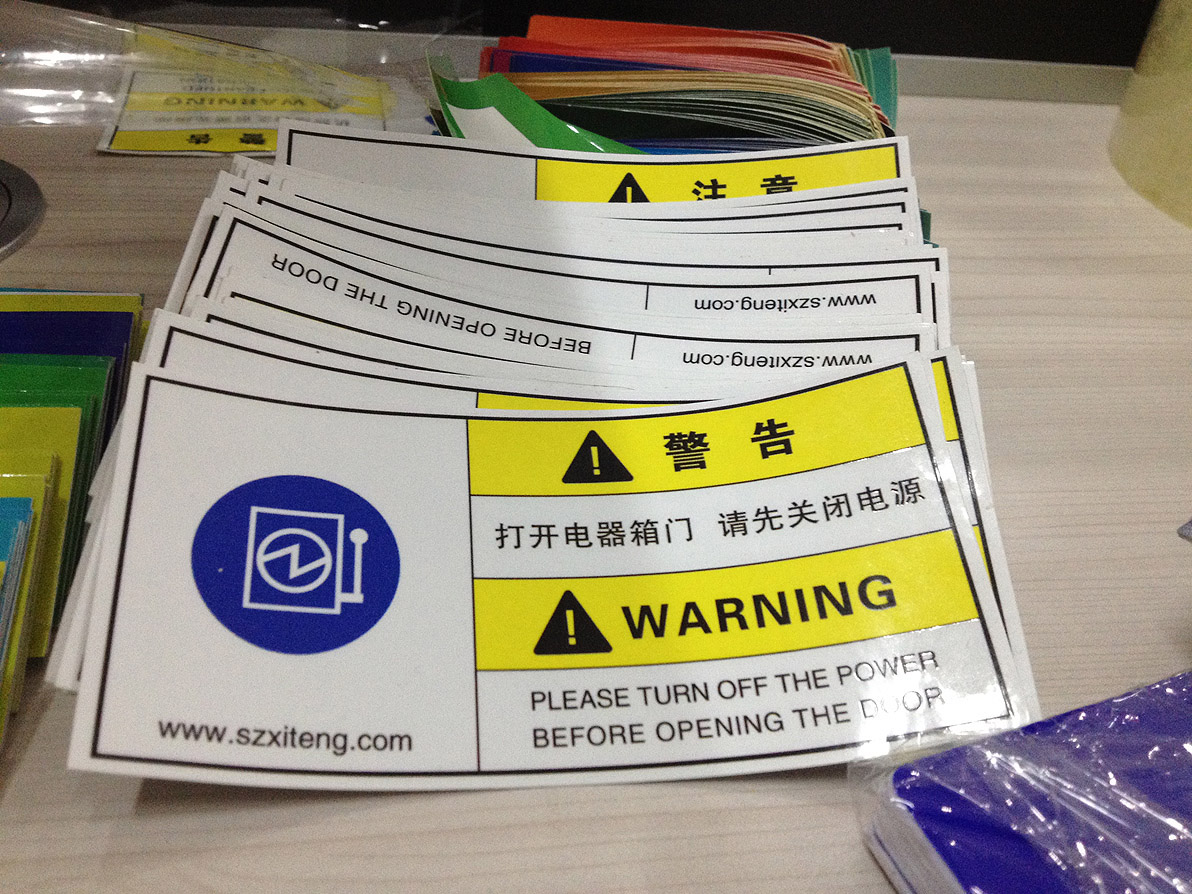 警告
WARNING
注意
www.szxiteng.com
BEFORE OPENING THE DOOR
www.szxiteng.com
警告
打开电器箱门 请先关闭电源
WARNING
PLEASE TURN OFF THE POWER
BEFORE OPENING THE DOOR
www.szxiteng.com